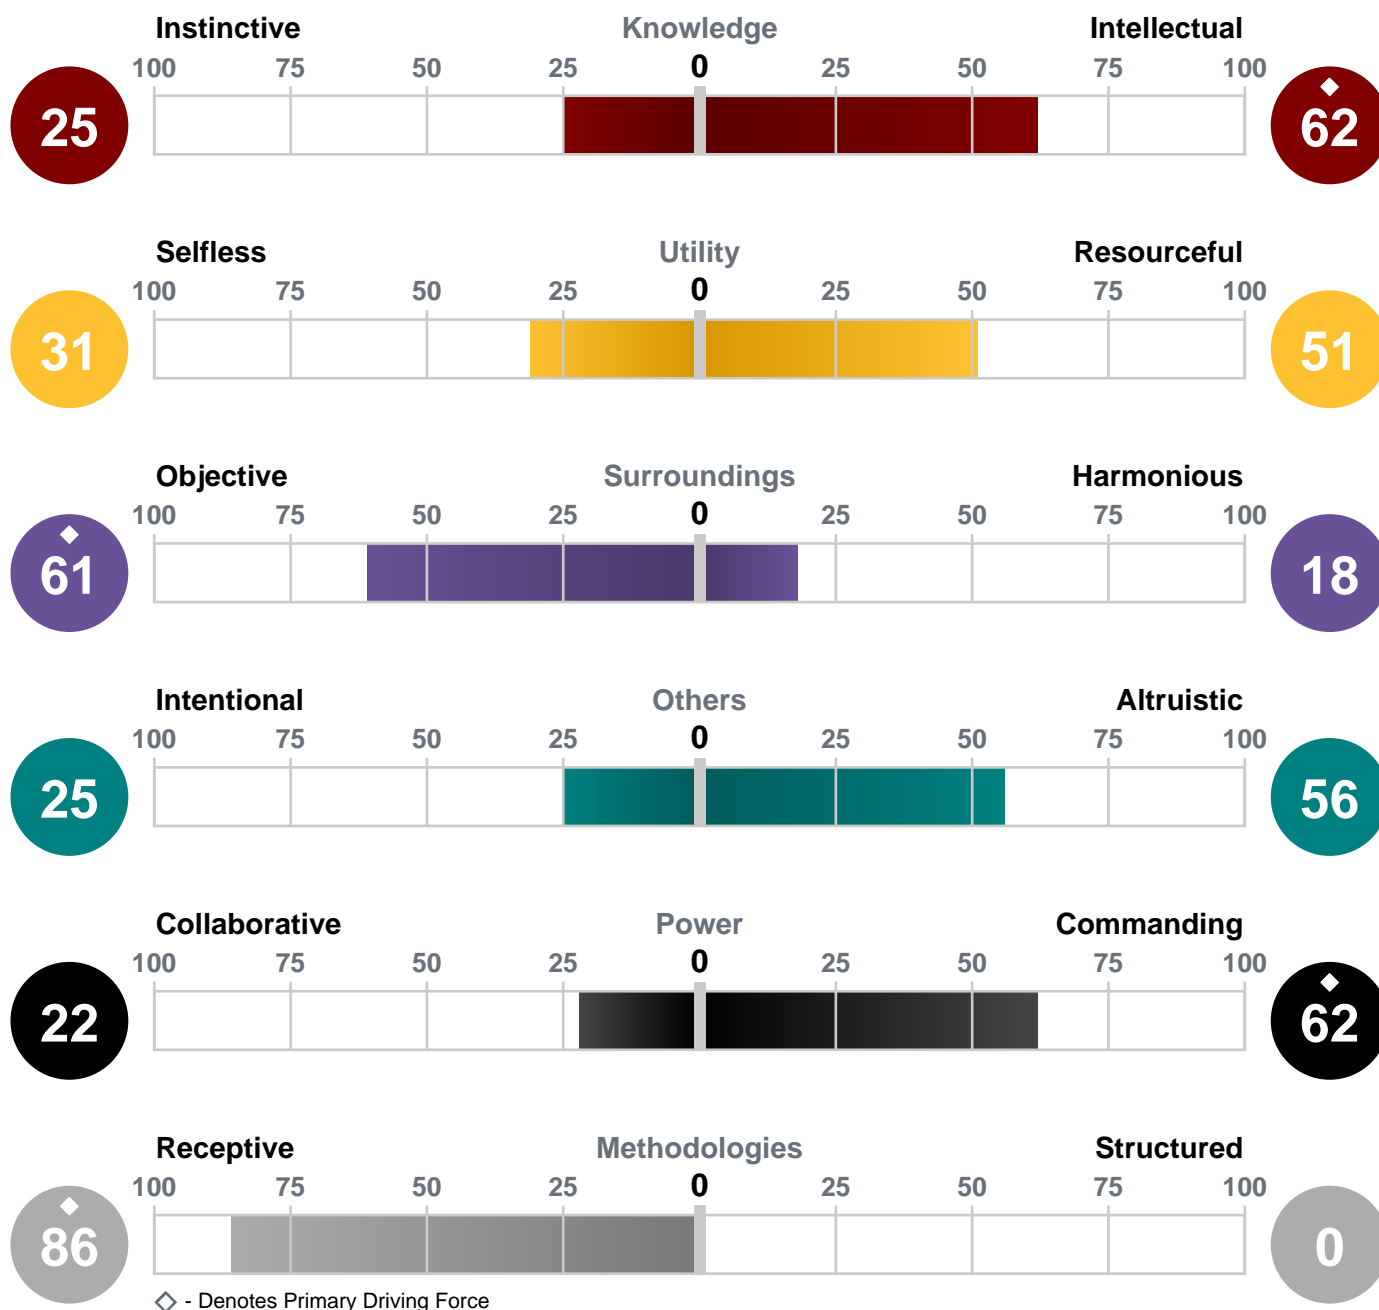 Instinctive Knowledge Intellectual
100 75 50 25 0 25 50 75 100
25 62
Selfless Utility Resourceful
100 75 50 25 0 25 50 75 100
31 51
Objective Surroundings Harmonious
100 75 50 25 0 25 50 75 100
61 18
Intentional Others Altruistic
100 75 50 25 0 25 50 75 100
25 56
Collaborative Power Commanding
100 75 50 25 0 25 50 75 100
22 62
Receptive Methodologies Structured
100 75 50 25 0 25 50 75 100
86 0
- Denotes Primary Driving Force